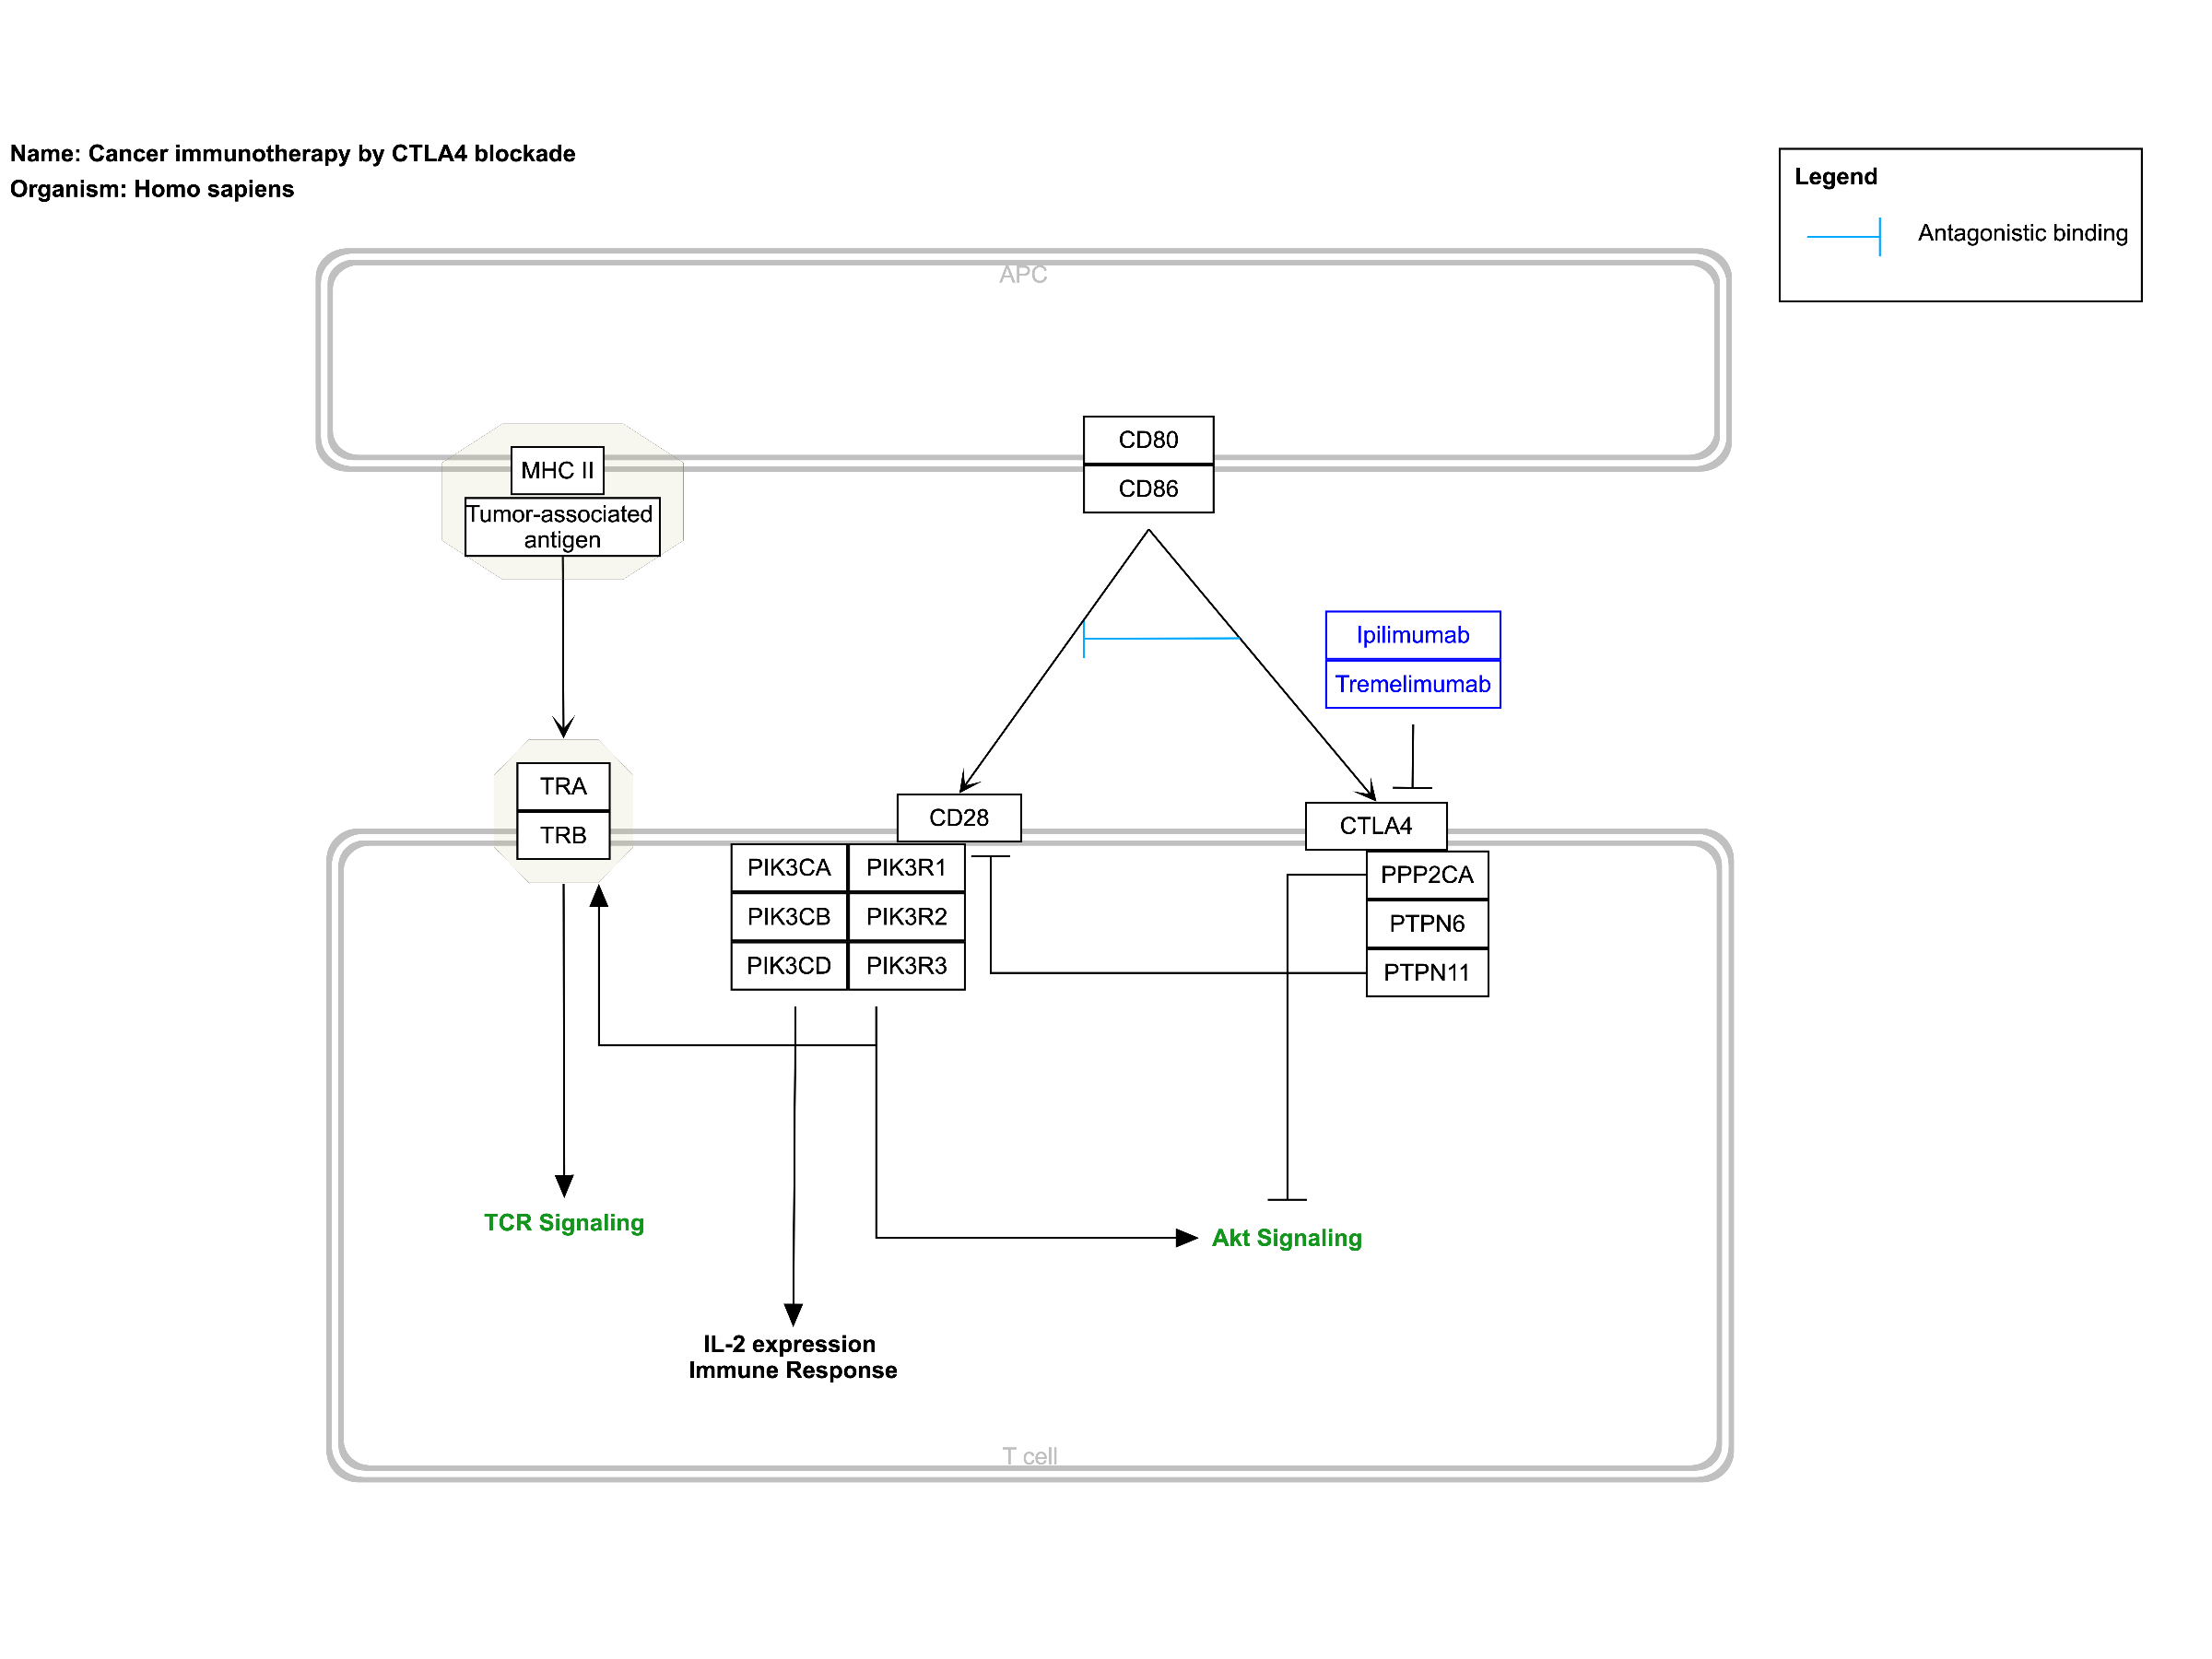 Name: Cancer immunotherapy by CTLA4 blockade
Organism: Homo sapiens
Legend
Antagonistic binding
APC
CD80
CD86
MHC II
Tumor-associated
antigen
Ipilimumab
Tremelimumab
TRA
TRB
CD28
CTLA4
PIK3CA
PIK3R1
PIK3CB
PIK3R2
PIK3CD
PIK3R3
PPP2CA
PTPN6
PTPN11
TCR Signaling
Akt Signaling
IL-2 expression
Immune Response
T cell